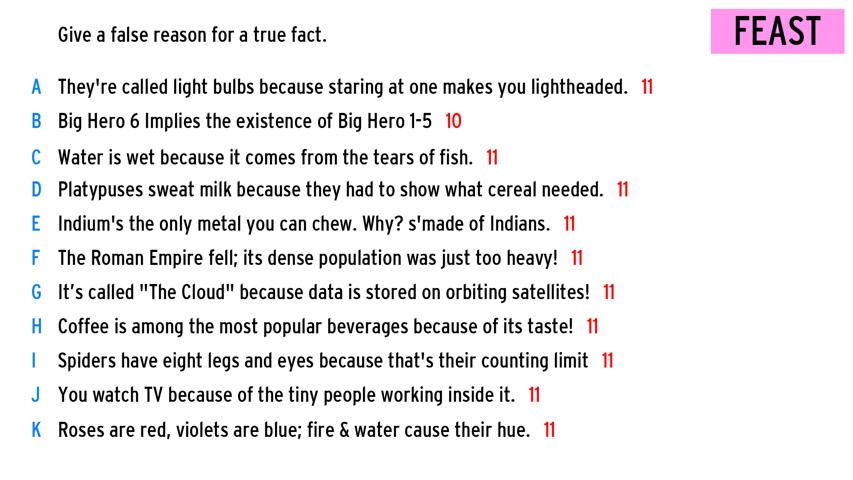 Give a false reason for a true fact.
FEAST
A They're called light bulbs because staring at one makes you lightheaded. 11
B Big Hero 6 Implies the existence of Big Hero 1-5 10
C Water is wet because it comes from the tears of fish. 11
D Platypuses sweat milk because they had to show what cereal needed. 11
E Indium's the only metal you can chew. Why? s'made of Indians. 11
F The Roman Empire fell; its dense population was just too heavy! 11
G It’s called "The Cloud" because data is stored on orbiting satellites! 11
H Coffee is among the most popular beverages because of its taste! 11
I Spiders have eight legs and eyes because that's their counting limit 11
J You watch TV because of the tiny people working inside it. 11
K Roses are red, violets are blue; fire & water cause their hue. 11